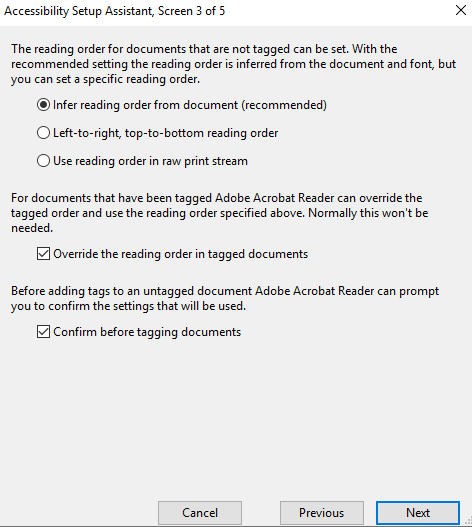 Accessibility Setup Assistant, Screen 3 of 5
The reading order for documents that are not tagged can be set. With the
recommended setting the reading order is inferred from the document and font, but
you can set a specific reading order.
Infer reading order from document (recommended)
Left-to-right, top-to-bottom reading order
Use reading order in raw print stream
For documents that have been tagged Adobe Acrobat Reader can override the
tagged order and use the reading order specified above. Normally this won't be
needed.
Override the reading order in tagged documents
Before adding tags to an untagged document Adobe Acrobat Reader can prompt
you to confirm the settings that will be used.
Confirm before tagging documents
Cancel Previous Next